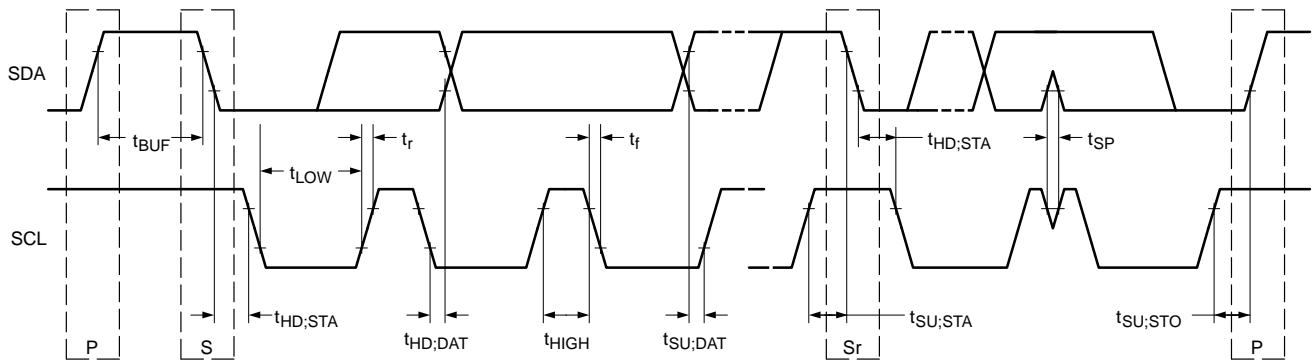 SDA
tBUF
tLOW
tr
tf
tHD;STA
tSP
SCL
tHD;STA
tHD;DAT
tHIGH
tSU;DAT
tSU;STA
tSU;STO
P
S
Sr
P